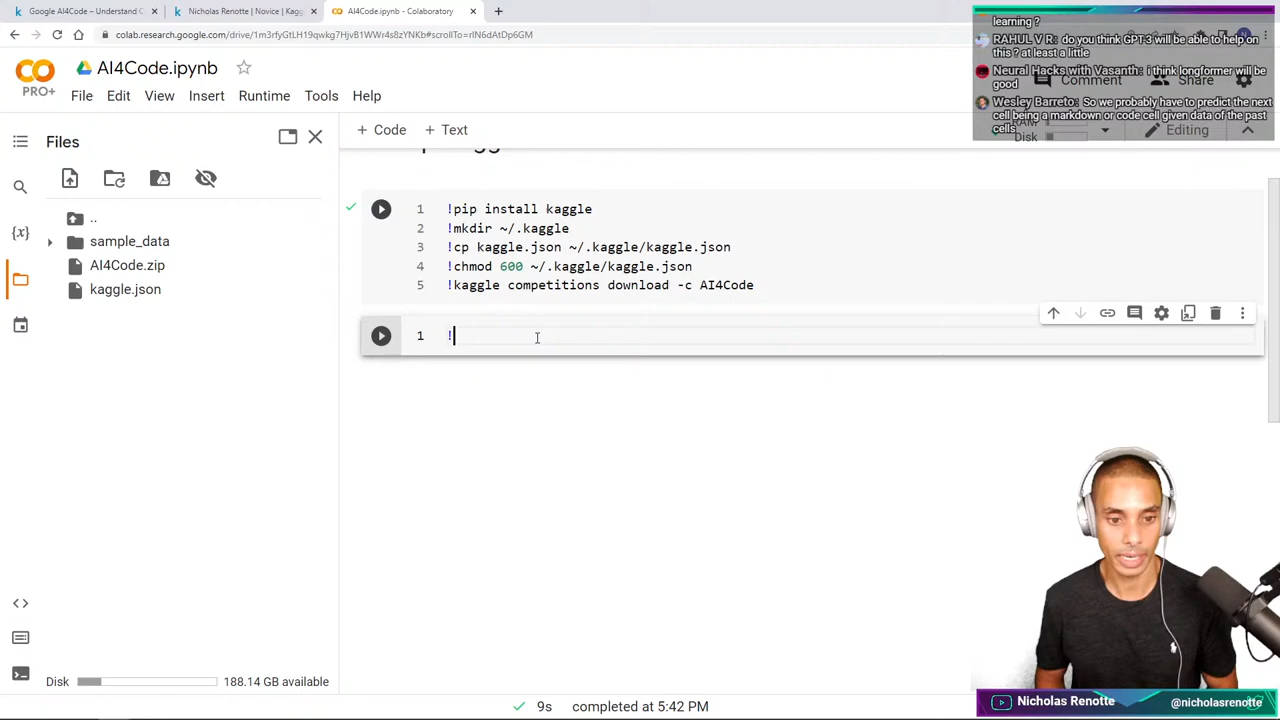 Google AI4Code – Understand C
Nicholas Renotte | Novice | Kagg
AI4Code.ipynb - Colaboratory
colab.research.google.com/drive/1m3rfyGtLHt9qwkg7HjvB1WWr4s8zYNKb#scrollTo=rlN6dAtDp6GM
learning ?
RAHUL V R: do you think GPT-3 will be able to help on
this ? at least a little
Neural Hacks with Vasanth: i think longformer will be
good
Wesley Barreto: So we probably have to predict the next
cell being a markdown or code cell given data of the past
cells
CO
PRO+
AI4Code.ipynb
File Edit View Insert Runtime Tools Help
Comment Share
Disk
Editing
Files
+ Code + Text
..
sample_data
AI4Code.zip
kaggle.json
1 !pip install kaggle
2 !mkdir ~/.kaggle
3 !cp kaggle.json ~/.kaggle/kaggle.json
4 !chmod 600 ~/.kaggle/kaggle.json
5 !kaggle competitions download -c AI4Code
1 !
Disk 188.14 GB available
9s completed at 5:42 PM
Nicholas Renotte @nicholasrenotte